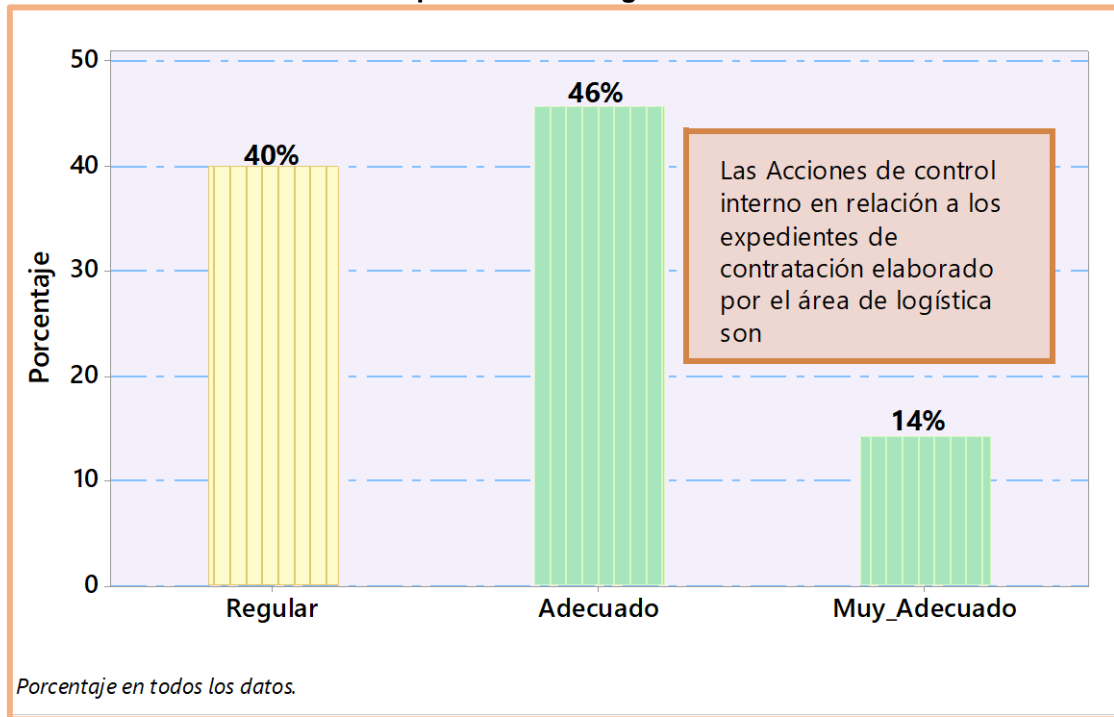 50
40
30
20
10
0
Porcentaje
40%
46%
14%
Las Acciones de control
interno en relación a los
expedientes de
contratación elaborado
por el área de logística
son
Regular
Adecuado
Muy_Adecuado
Porcentaje en todos los datos.